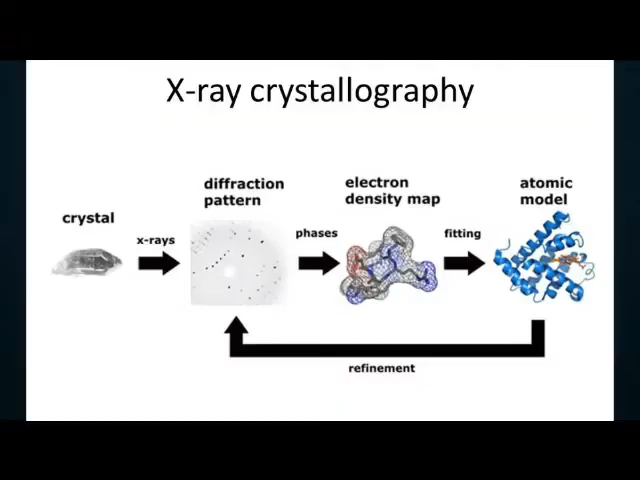 X-ray crystallography
diffraction
pattern
electron
density map
atomic
model
crystal
x-rays
phases
fitting
refinement